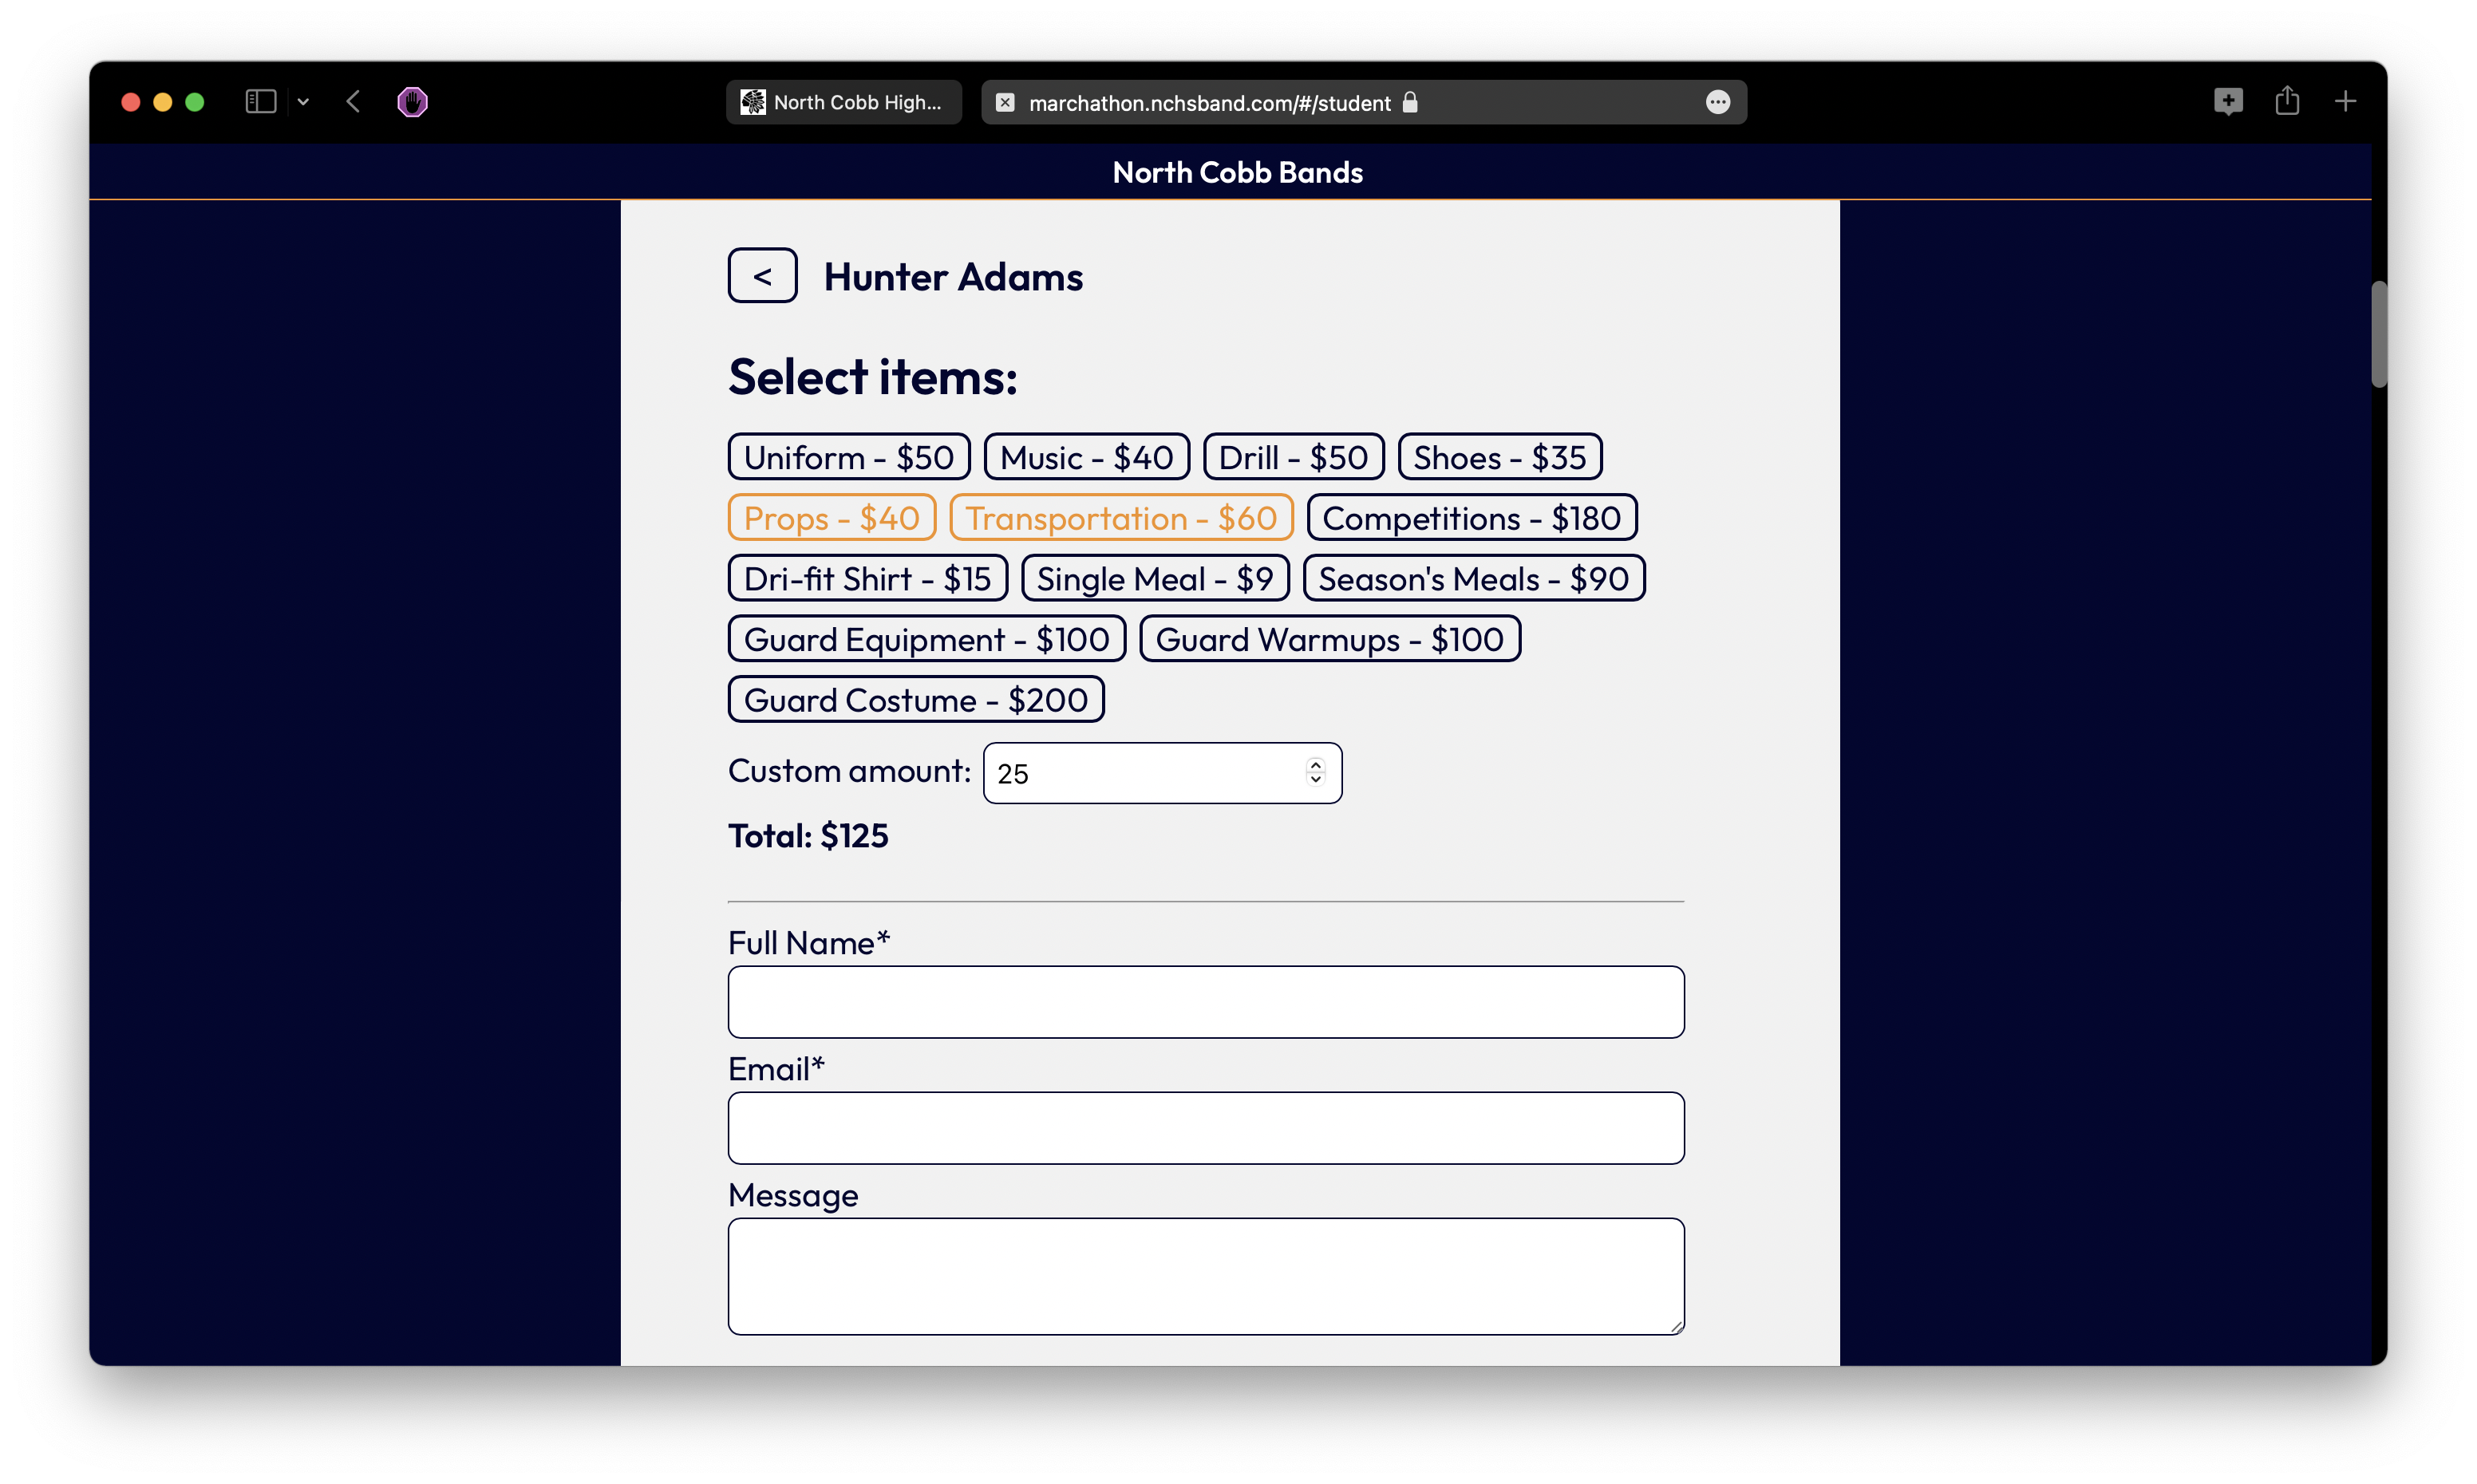 North Cobb High...
marchathon.nchsband.com/#/student
North Cobb Bands
< Hunter Adams
Select items:
Uniform - $50 Music - $40 Drill - $50 Shoes - $35
Props - $40 Transportation - $60 Competitions - $180
Dri-fit Shirt - $15 Single Meal - $9 Season's Meals - $90
Guard Equipment - $100 Guard Warmups - $100
Guard Costume - $200
Custom amount: 25
Total: $125
Full Name*
Email*
Message